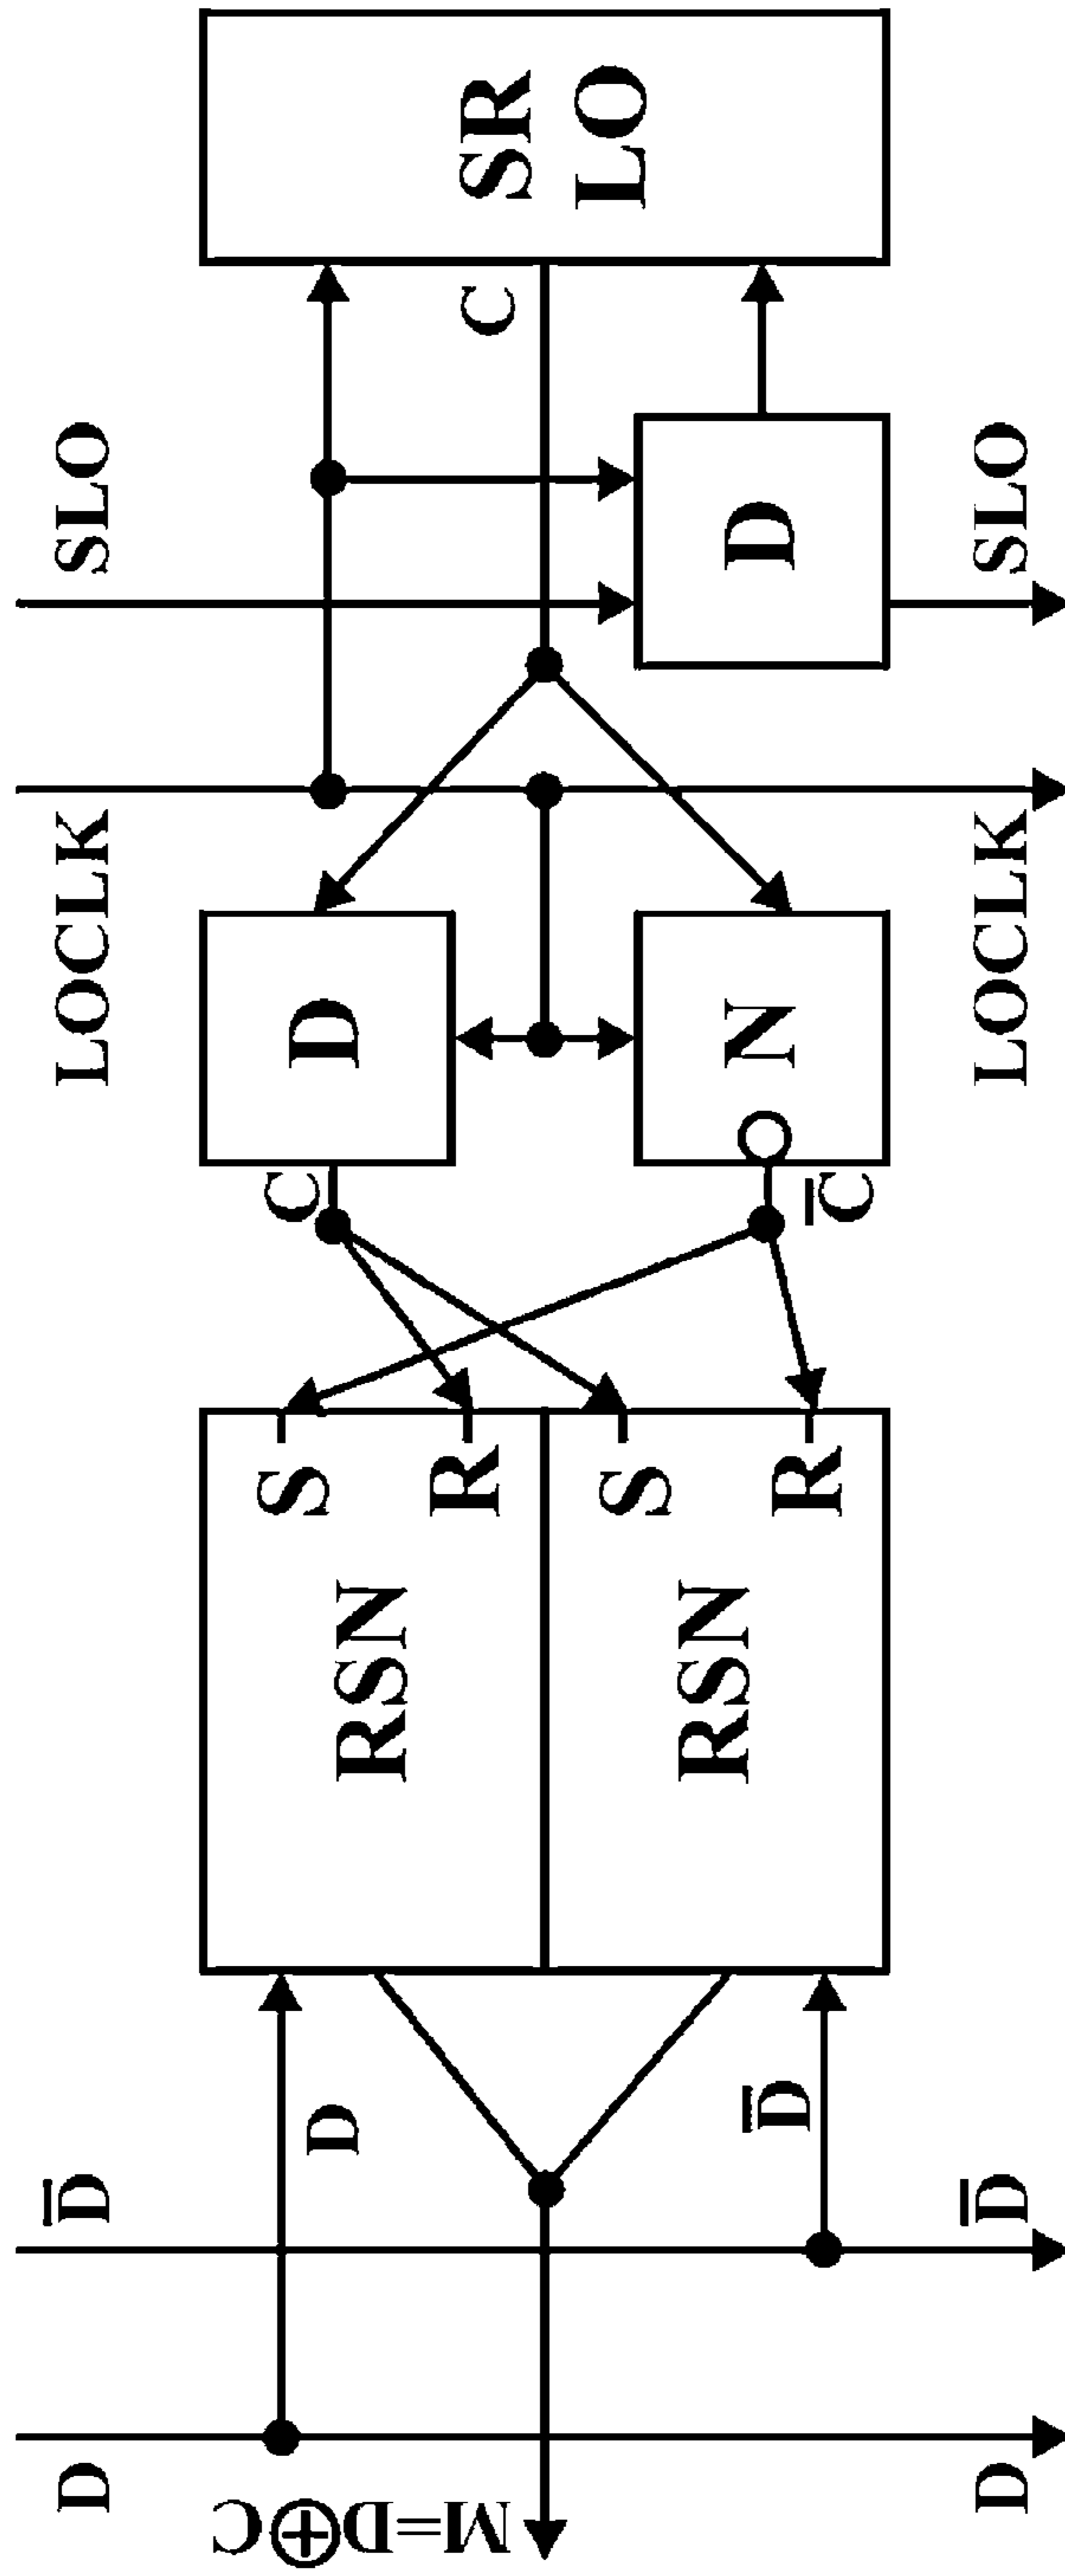 D
D̅
LOCLK
SLO
M=D⊕C
D
RSN
S
R
C
D
C
SR
LO
D̅
RSN
S
R
C̅
N
D
D
D̅
LOCLK
SLO